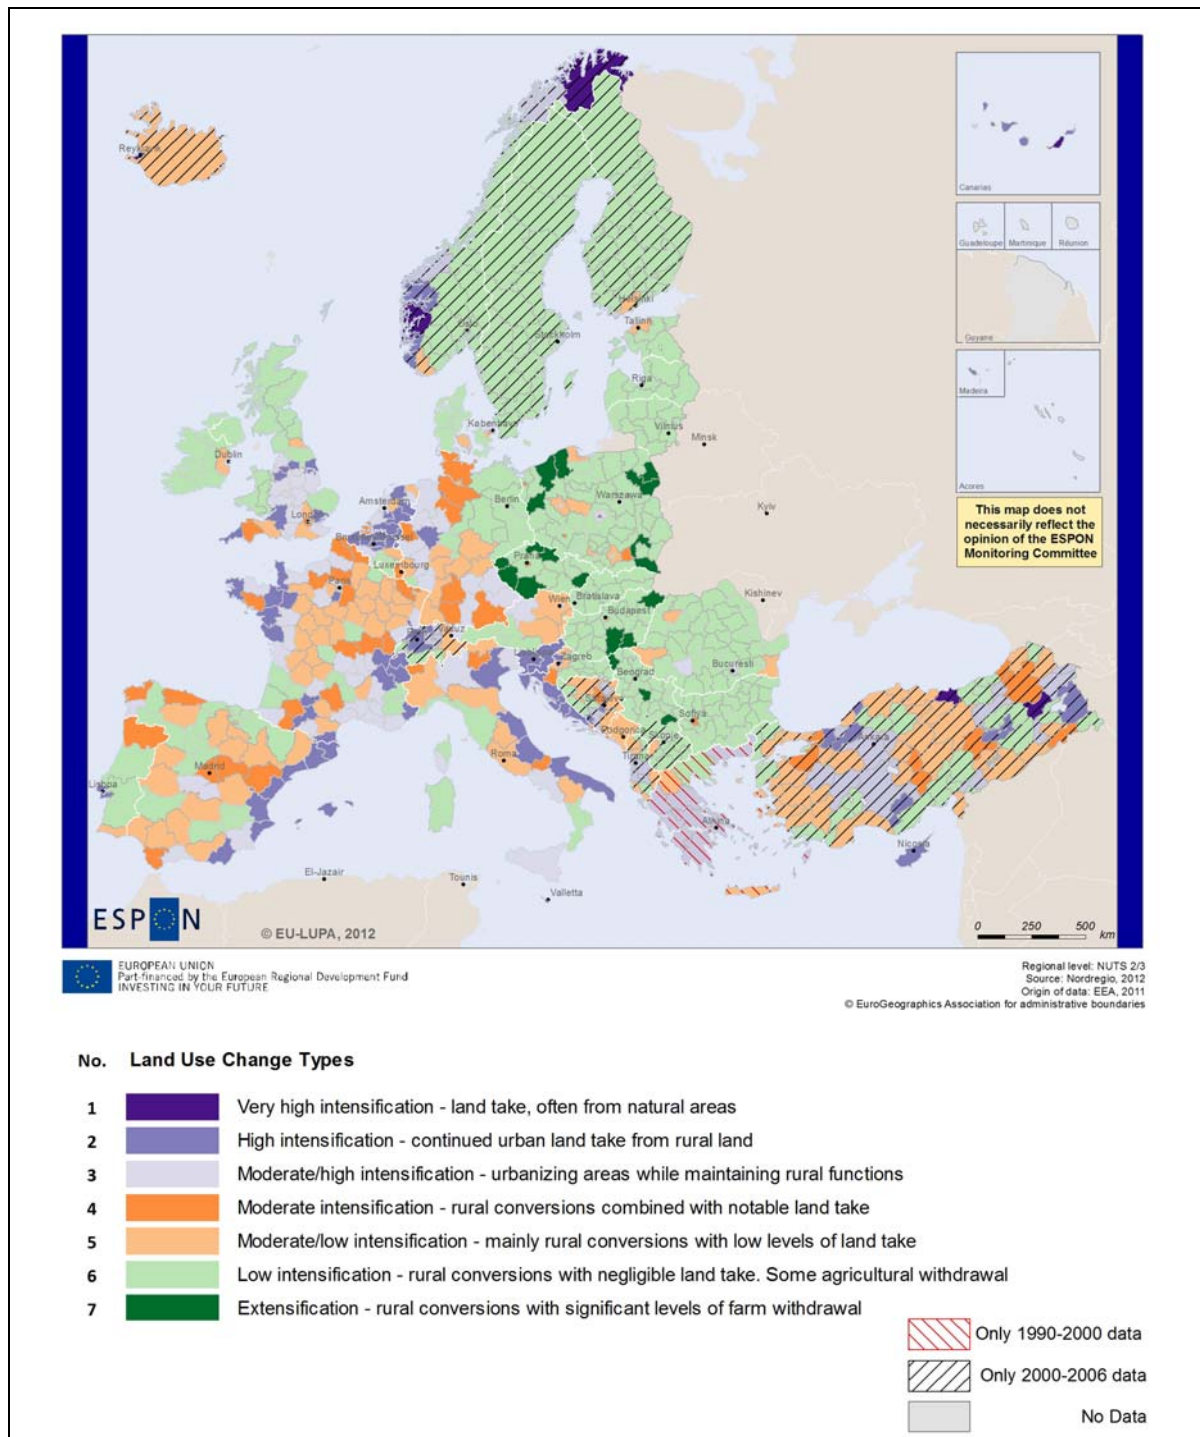 Reykjavik
Canarias
Guadeloupe
Martinique
Réunion
Guyane
Madeira
Acores
Helsinki
Tallinn
Oslo
Stockholm
Riga
København
Vilnius
Minsk
Dublin
Amsterdam
Berlin
Warszawa
London
Kyiv
This map does not
necessarily reflect the
opinion of the ESPON
Monitoring Committee
Luxembourg
Praha
Paris
Wien
Bratislava
Budapest
Kishinev
Vaduz
Zagreb
Beograd
Bucuresti
Sofiya
Podgorica
Skopje
Roma
Tirana
Ankara
Madrid
Lisboa
Athina
Nicosia
El-Jazair
Tounis
Valletta
ESPON
© EU-LUPA, 2012
0 250 500
km
EUROPEAN UNION
Part-financed by the European Regional Development Fund
INVESTING IN YOUR FUTURE
Regional level: NUTS 2/3
Source: Nordregio, 2012
Origin of data: EEA, 2011
© EuroGeographics Association for administrative boundaries
No. Land Use Change Types
1 Very high intensification - land take, often from natural areas
2 High intensification - continued urban land take from rural land
3 Moderate/high intensification - urbanizing areas while maintaining rural functions
4 Moderate intensification - rural conversions combined with notable land take
5 Moderate/low intensification - mainly rural conversions with low levels of land take
6 Low intensification - rural conversions with negligible land take. Some agricultural withdrawal
7 Extensification - rural conversions with significant levels of farm withdrawal
Only 1990-2000 data
Only 2000-2006 data
No Data